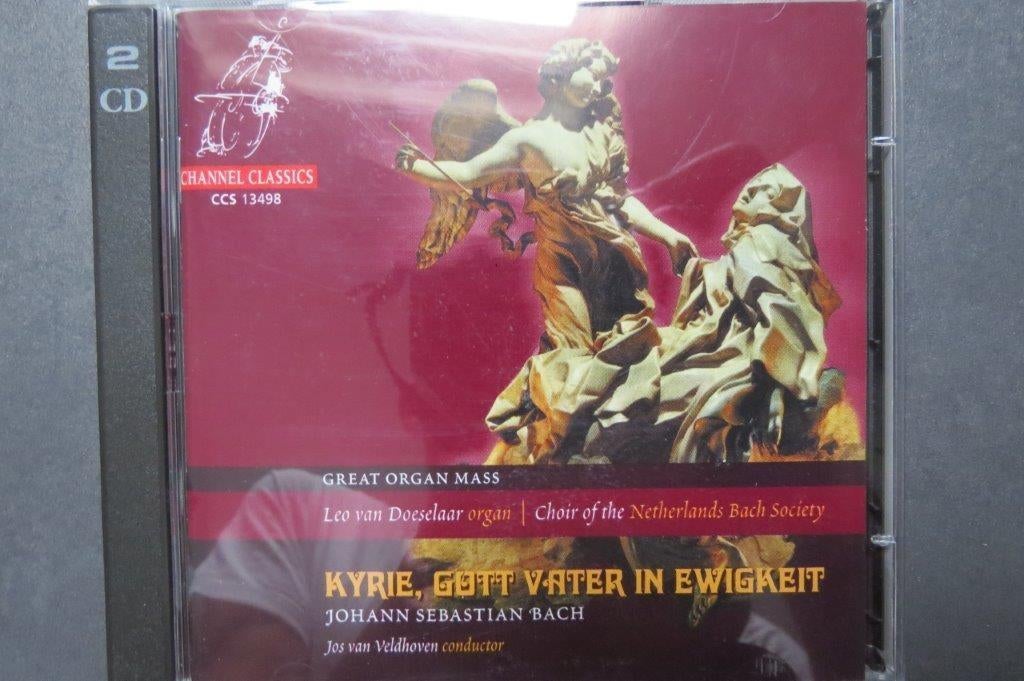 2
CD
CHANNEL CLASSICS
CCS 13498
GREAT ORGAN MASS
Leo van Doeselaar organ | Choir of the Netherlands Bach Society
KYRIE, GOTT VATER IN EWIGKEIT
JOHANN SEBASTIAN BACH
Jos van Veldhoven conductor